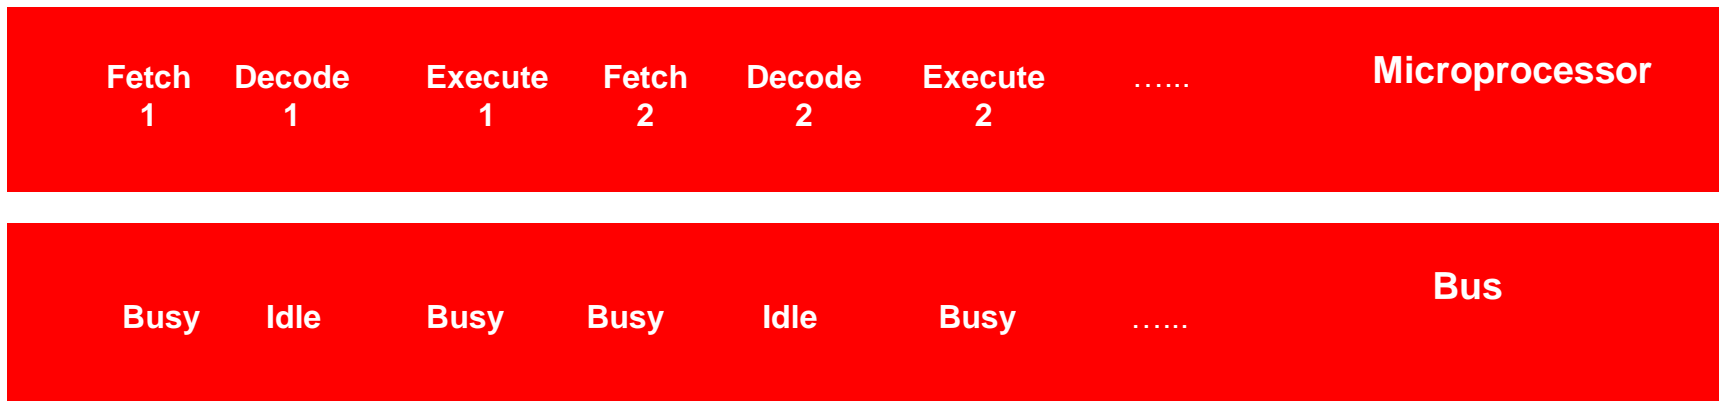 Fetch Decode Execute Fetch Decode Execute …... Microprocessor
1 1 1 2 2 2
Bus
Busy Idle Busy Busy Idle Busy …...